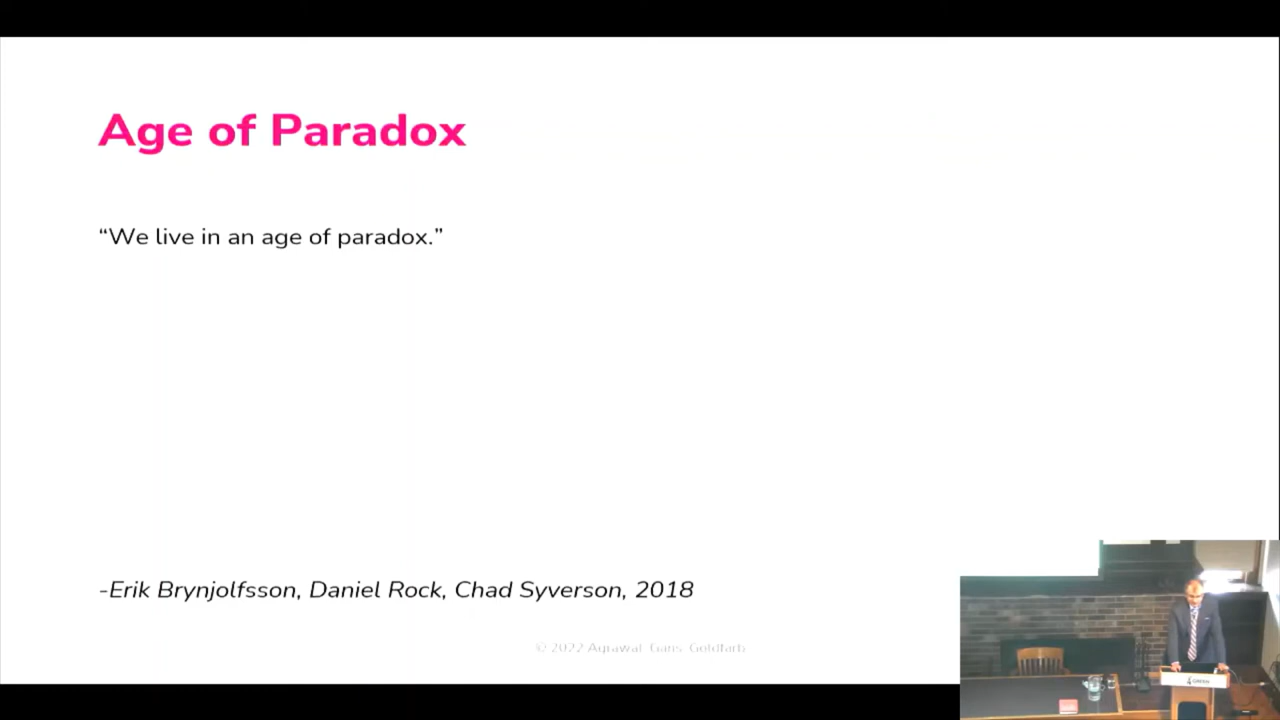 Age of Paradox
“We live in an age of paradox.”
-Erik Brynjolfsson, Daniel Rock, Chad Syverson, 2018
© 2022 Agrawal Gans Goldfarb